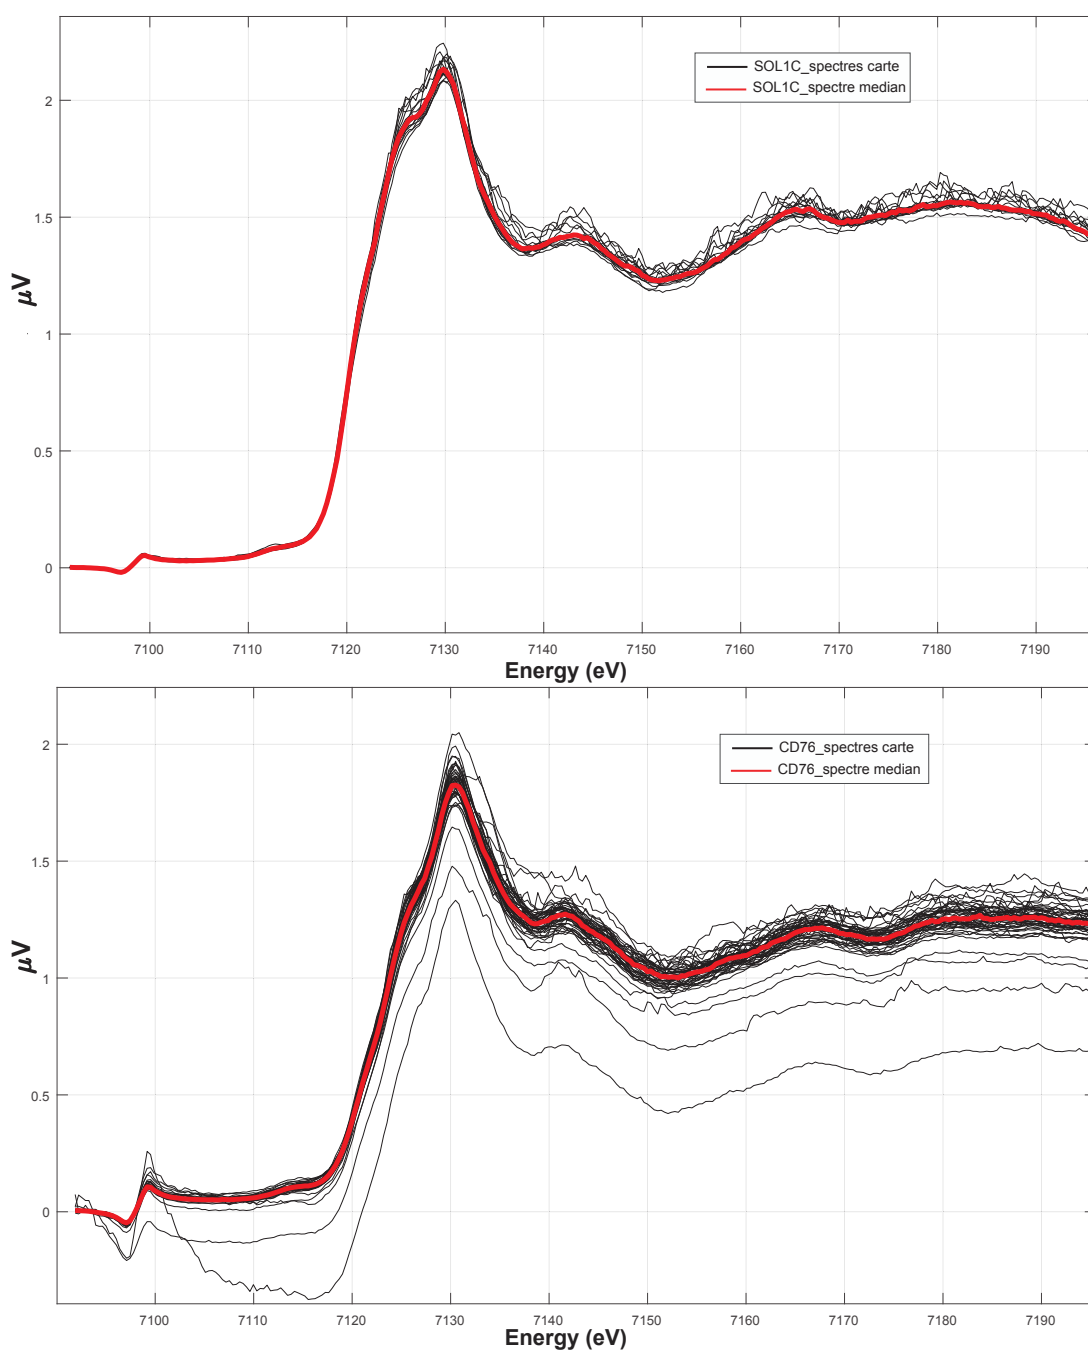 2
1.5
1
0.5
0
μV
SOL1C_spectres carte
SOL1C_spectre median
7100 7110 7120 7130 7140 7150 7160 7170 7180 7190
Energy (eV)
2
1.5
1
0.5
0
μV
CD76_spectres carte
CD76_spectre median
7100 7110 7120 7130 7140 7150 7160 7170 7180 7190
Energy (eV)